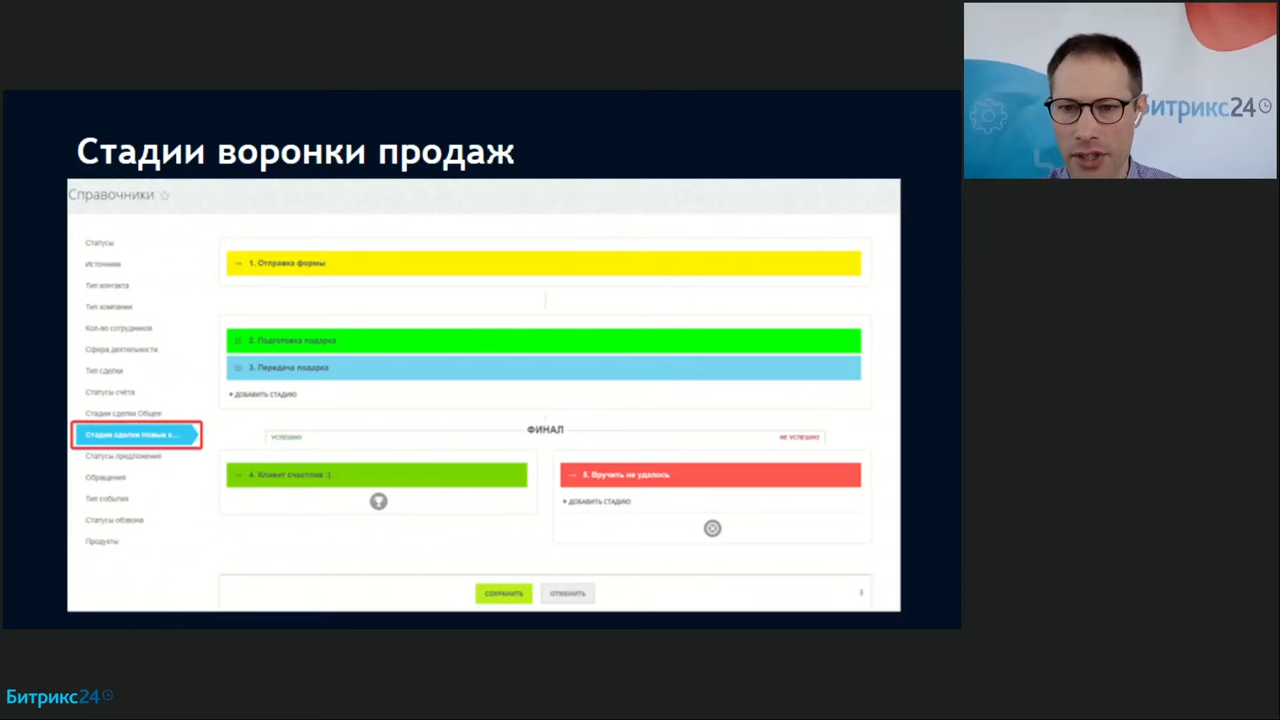 Битрикс24
Стадии воронки продаж
Справочники
Статусы
Источники
Тип контакта
Тип компании
Кол-во сотрудников
Сфера деятельности
Тип сделки
Статусы счёта
Стадии сделки Общее
Стадии сделки Новые к...
Статусы предложения
Обращения
Тип события
Статусы обзвона
Продукты
1. Отправка формы
2. Подготовка подарка
3. Передача подарка
+ ДОБАВИТЬ СТАДИЮ
ФИНАЛ
УСПЕШНО
НЕ УСПЕШНО
4. Клиент счастлив :)
5. Вручить не удалось
+ ДОБАВИТЬ СТАДИЮ
СОХРАНИТЬ
ОТМЕНИТЬ
Битрикс24